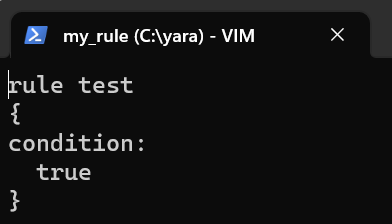 my_rule (C:\yara) - VIM
rule test
{
condition:
  true
}